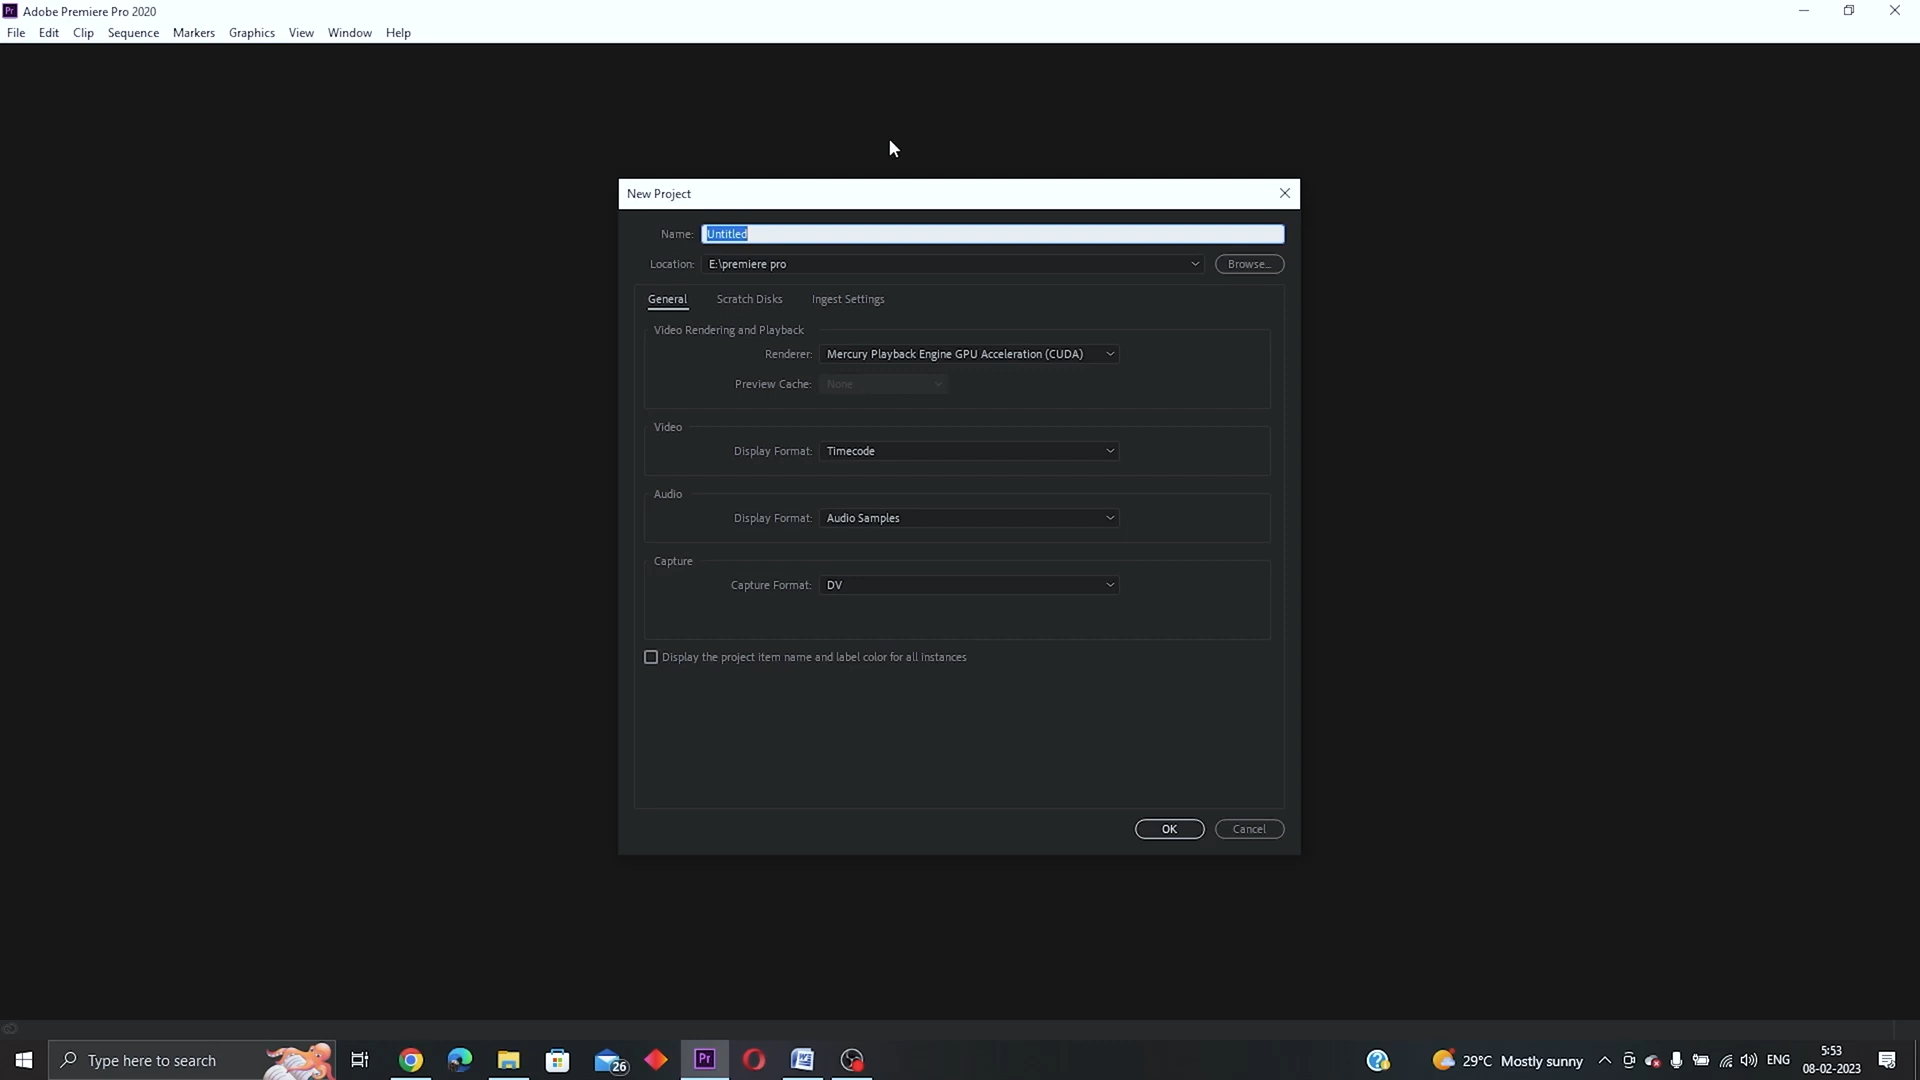 Pr Adobe Premiere Pro 2020
File Edit Clip Sequence Markers Graphics View Window Help
New Project
Name: Untitled
Location: E:\premiere pro Browse...
General Scratch Disks Ingest Settings
Video Rendering and Playback
Renderer: Mercury Playback Engine GPU Acceleration (CUDA)
Preview Cache: None
Video
Display Format: Timecode
Audio
Display Format: Audio Samples
Capture
Capture Format: DV
Display the project item name and label color for all instances
OK Cancel
Type here to search 26 Pr 29°C Mostly sunny ENG 5:53
08-02-2023